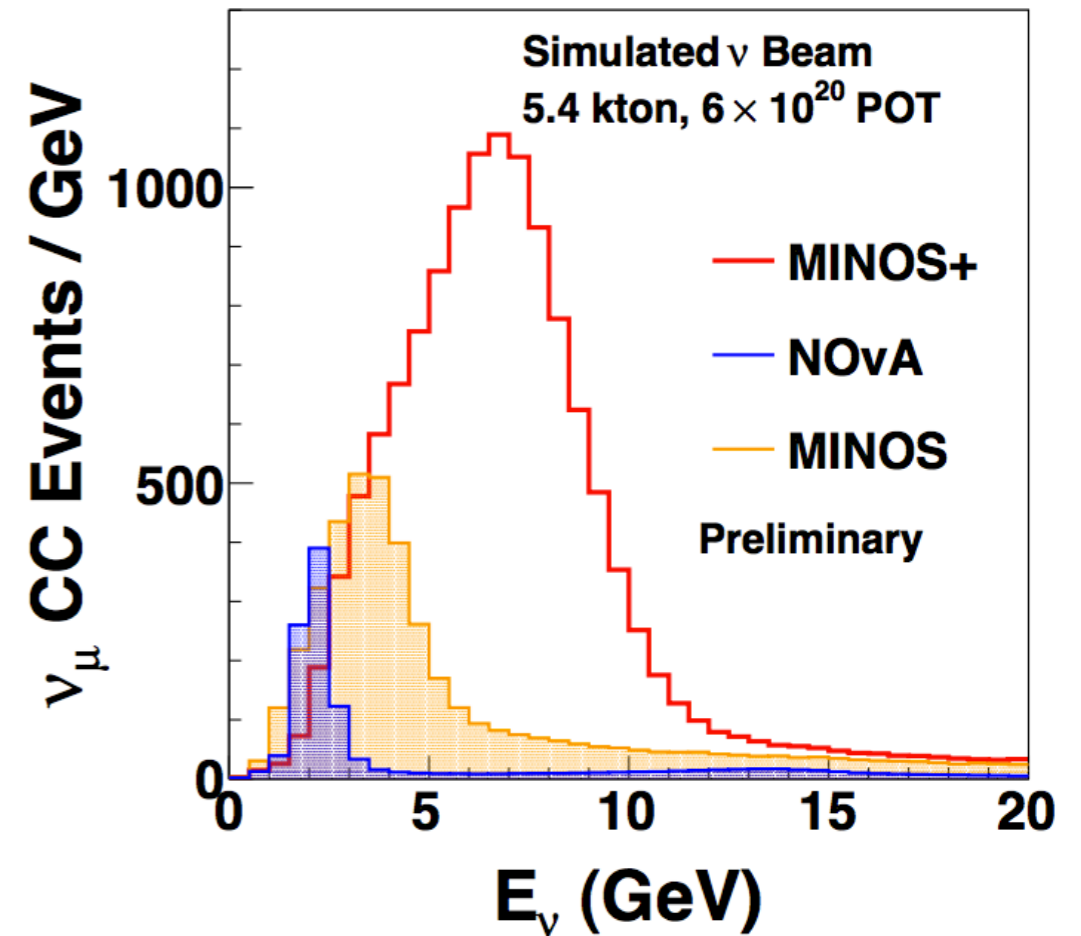 Simulated ν Beam
5.4 kton, 6 × 10²⁰ POT
ν_μ CC Events / GeV
1000
500
0
MINOS+
NOνA
MINOS
Preliminary
0 5 10 15 20
E_ν (GeV)